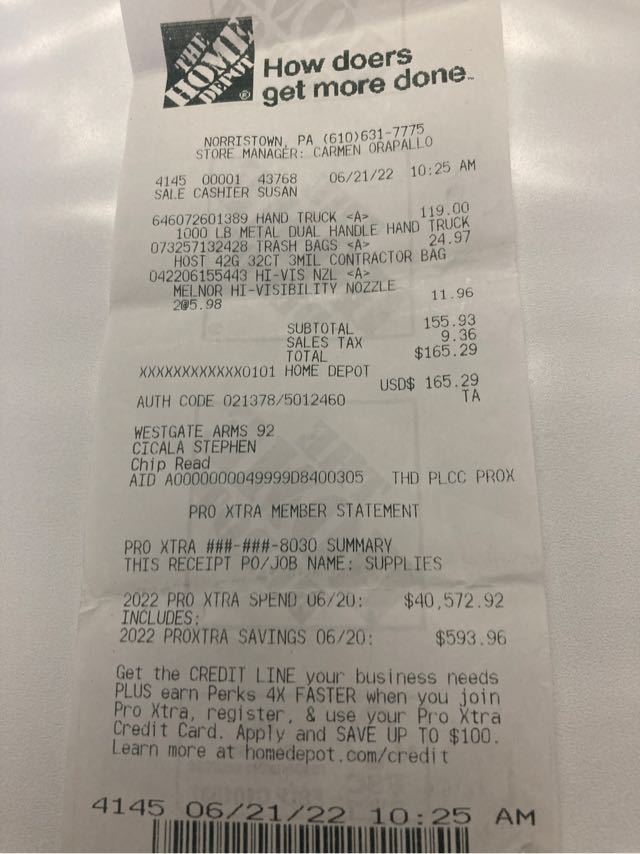 THE
HOME
DEPOT
How doers
get more done™
NORRISTOWN, PA (610)631-7775
STORE MANAGER: CARMEN ORAPALLO
4145 00001 43768 06/21/22 10:25 AM
SALE CASHIER SUSAN
646072601389 HAND TRUCK <A> 119.00
1000 LB METAL DUAL HANDLE HAND TRUCK
073257132428 TRASH BAGS <A> 24.97
HOST 42G 32CT 3MIL CONTRACTOR BAG
042206155443 HI-VIS NZL <A>
MELNOR HI-VISIBILITY NOZZLE
2@5.98 11.96
SUBTOTAL 155.93
SALES TAX 9.36
TOTAL $165.29
XXXXXXXXXXXX0101 HOME DEPOT
USD$ 165.29
AUTH CODE 021378/5012460 TA
WESTGATE ARMS 92
CICALA STEPHEN
Chip Read
AID A0000000049999D8400305 THD PLCC PROX
PRO XTRA MEMBER STATEMENT
PRO XTRA ###-###-8030 SUMMARY
THIS RECEIPT PO/JOB NAME: SUPPLIES
2022 PRO XTRA SPEND 06/20: $40,572.92
INCLUDES:
2022 PROXTRA SAVINGS 06/20: $593.96
Get the CREDIT LINE your business needs
PLUS earn Perks 4X FASTER when you join
Pro Xtra, register, & use your Pro Xtra
Credit Card. Apply and SAVE UP TO $100.
Learn more at homedepot.com/credit
4145 06/21/22 10:25 AM